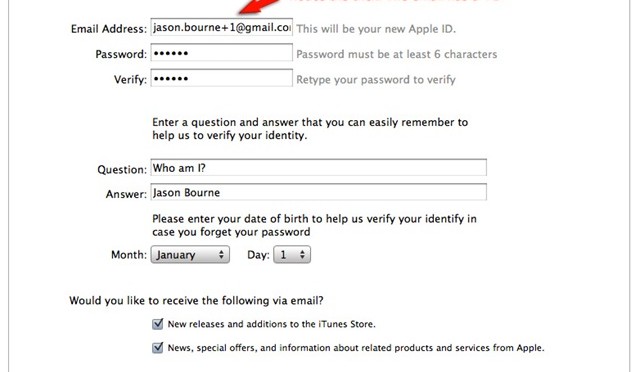 Email Address: jason.bourne+1@gmail.co This will be your new Apple ID.
Password: •••••• Password must be at least 6 characters
Verify: •••••• Retype your password to verify
Enter a question and answer that you can easily remember to
help us to verify your identity.
Question: Who am I?
Answer: Jason Bourne
Please enter your date of birth to help us verify your identify in
case you forget your password
Month: January Day: 1
Would you like to receive the following via email?
New releases and additions to the iTunes Store.
News, special offers, and information about related products and services from Apple.